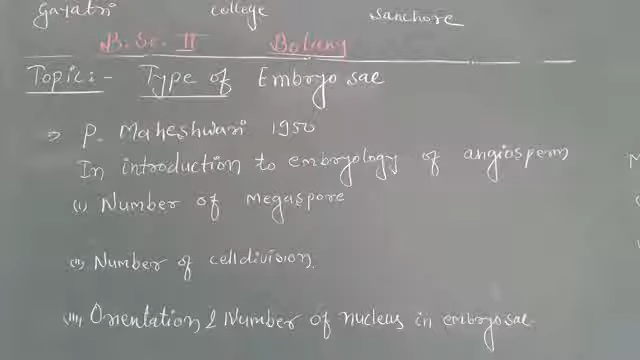 Gayatri college Sanchore
B.Sc. II Botany
Topic:- Type of Embryo sac
⇒ P. Maheshwari 1950
In introduction to embryology of angiosperm
(i) Number of Megaspore
(ii) Number of celldivision.
(iii) Orientation & Number of nucleus in embryosac